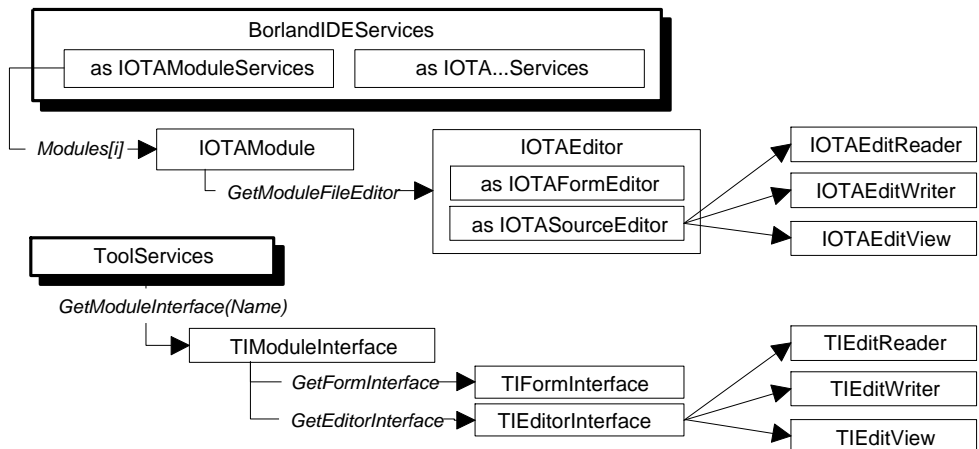 BorlandIDEServices
as IOTAModuleServices
as IOTA...Services
Modules[i]
IOTAModule
GetModuleFileEditor
IOTAEditor
as IOTAFormEditor
as IOTASourceEditor
IOTAEditReader
IOTAEditWriter
IOTAEditView
ToolServices
GetModuleInterface(Name)
TIModuleInterface
GetFormInterface
TIFormInterface
GetEditorInterface
TIEditorInterface
TIEditReader
TIEditWriter
TIEditView